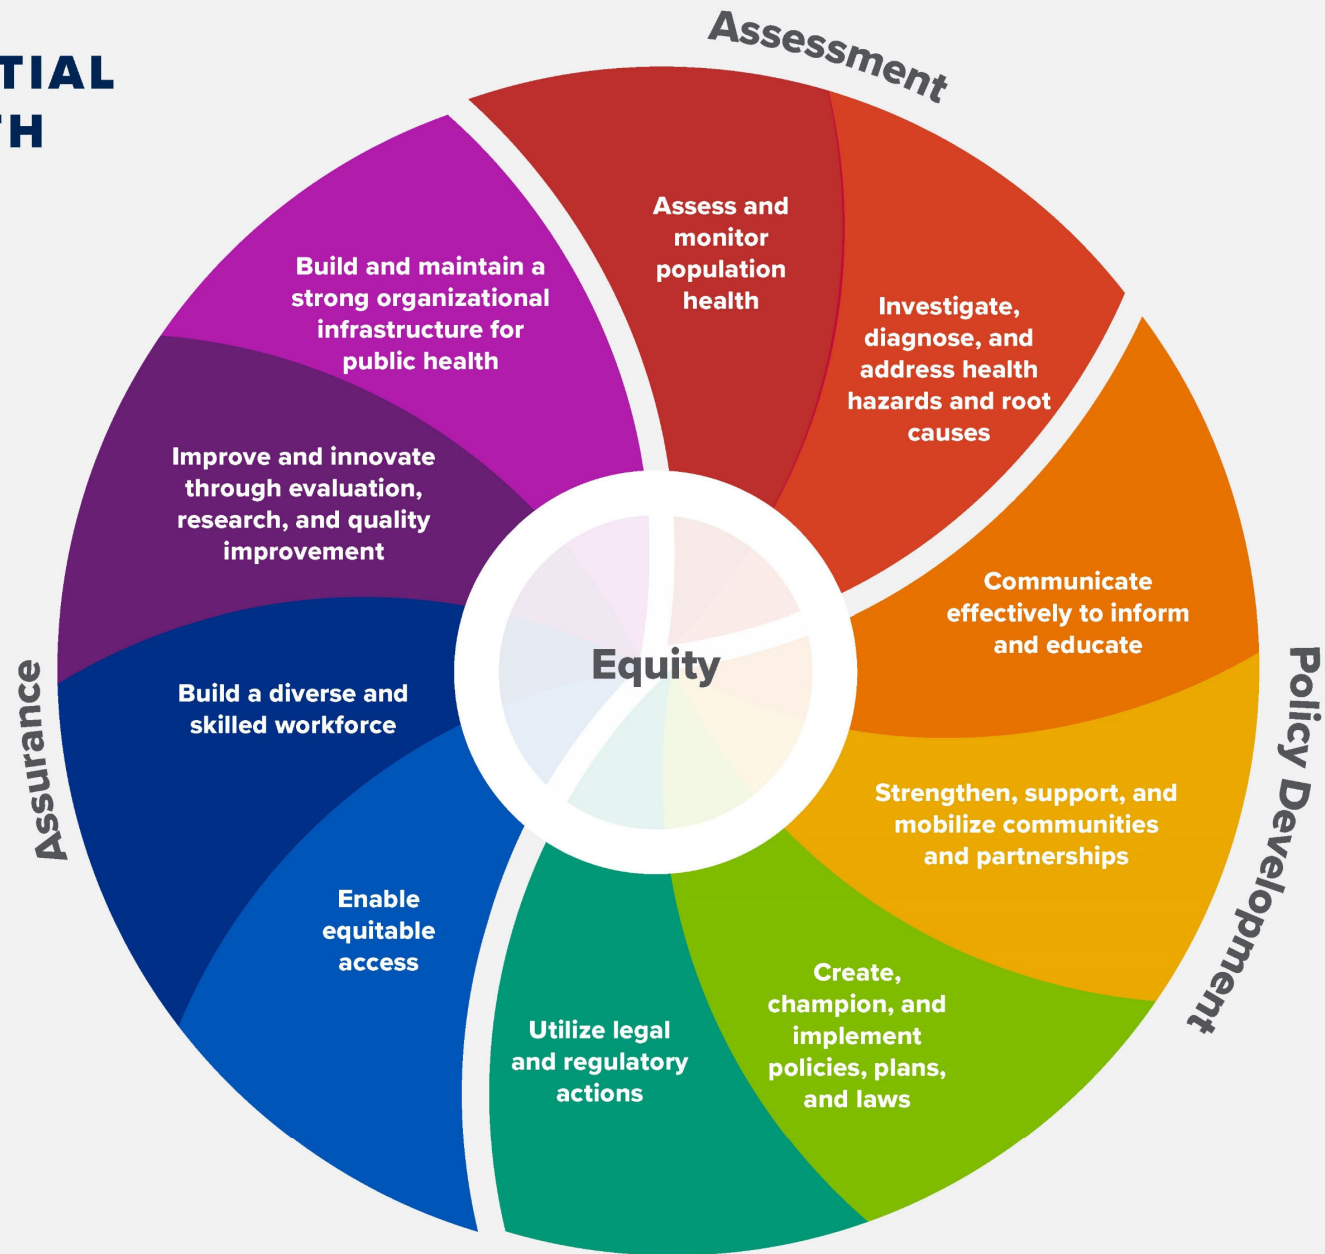 TIAL
TH
Assessment
Assess and
monitor
population
health
Investigate,
diagnose, and
address health
hazards and root
causes
Communicate
effectively to inform
and educate
Strengthen, support, and
mobilize communities
and partnerships
Create,
champion, and
implement
policies, plans,
and laws
Utilize legal
and regulatory
actions
Enable
equitable
access
Build a diverse and
skilled workforce
Improve and innovate
through evaluation,
research, and quality
improvement
Build and maintain a
strong organizational
infrastructure for
public health
Equity
Policy Development
Assurance